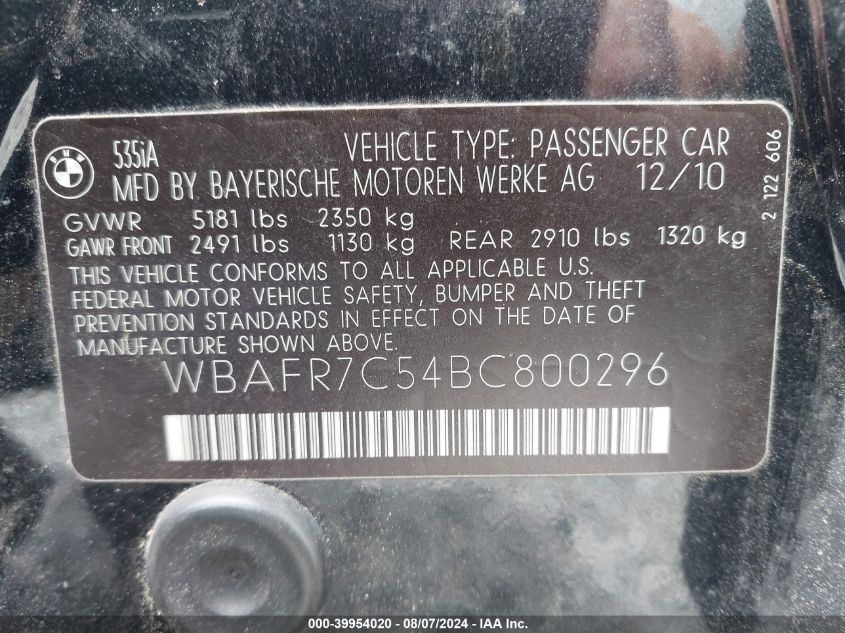 BMW
535iA
VEHICLE TYPE: PASSENGER CAR
MFD BY BAYERISCHE MOTOREN WERKE AG 12/10
GVWR 5181 lbs 2350 kg
GAWR FRONT 2491 lbs 1130 kg REAR 2910 lbs 1320 kg
THIS VEHICLE CONFORMS TO ALL APPLICABLE U.S.
FEDERAL MOTOR VEHICLE SAFETY, BUMPER AND THEFT
PREVENTION STANDARDS IN EFFECT ON THE DATE OF
MANUFACTURE SHOWN ABOVE.
WBAFR7C54BC800296
2 122 606
000-39954020 - 08/07/2024 - IAA Inc.